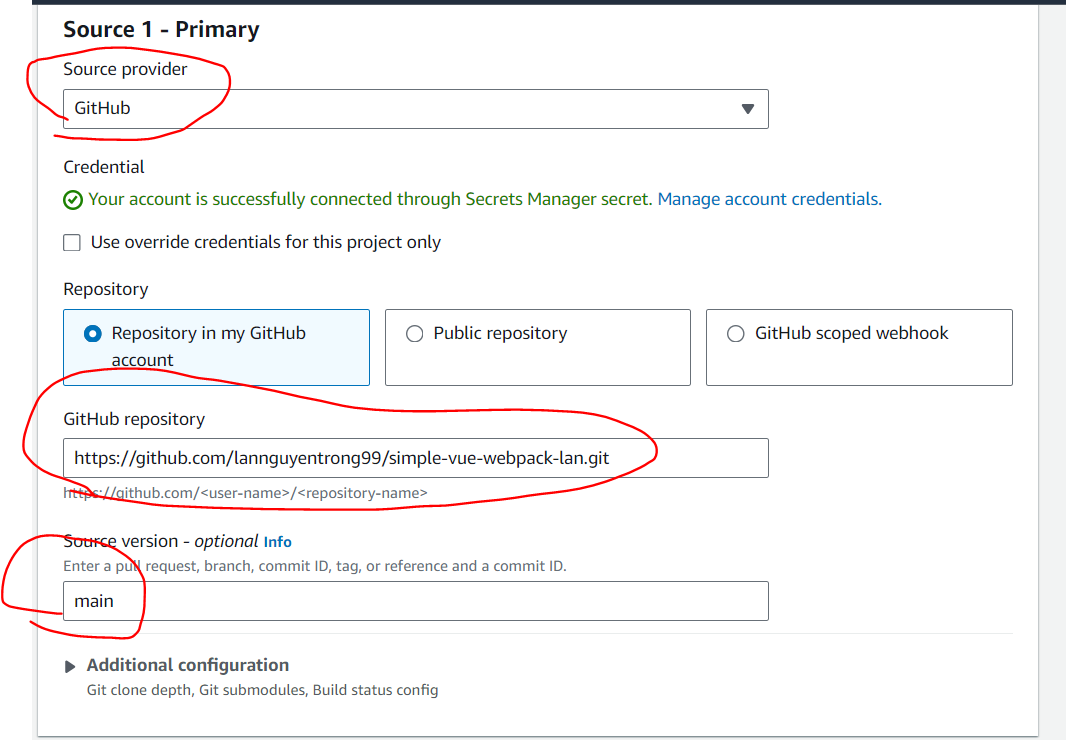 Source 1 - Primary
Source provider
GitHub
Credential
Your account is successfully connected through Secrets Manager secret. Manage account credentials.
Use override credentials for this project only
Repository
Repository in my GitHub
account
Public repository
GitHub scoped webhook
GitHub repository
https://github.com/lannguyentrong99/simple-vue-webpack-lan.git
https://github.com/<user-name>/<repository-name>
Source version - optional Info
Enter a pull request, branch, commit ID, tag, or reference and a commit ID.
main
Additional configuration
Git clone depth, Git submodules, Build status config